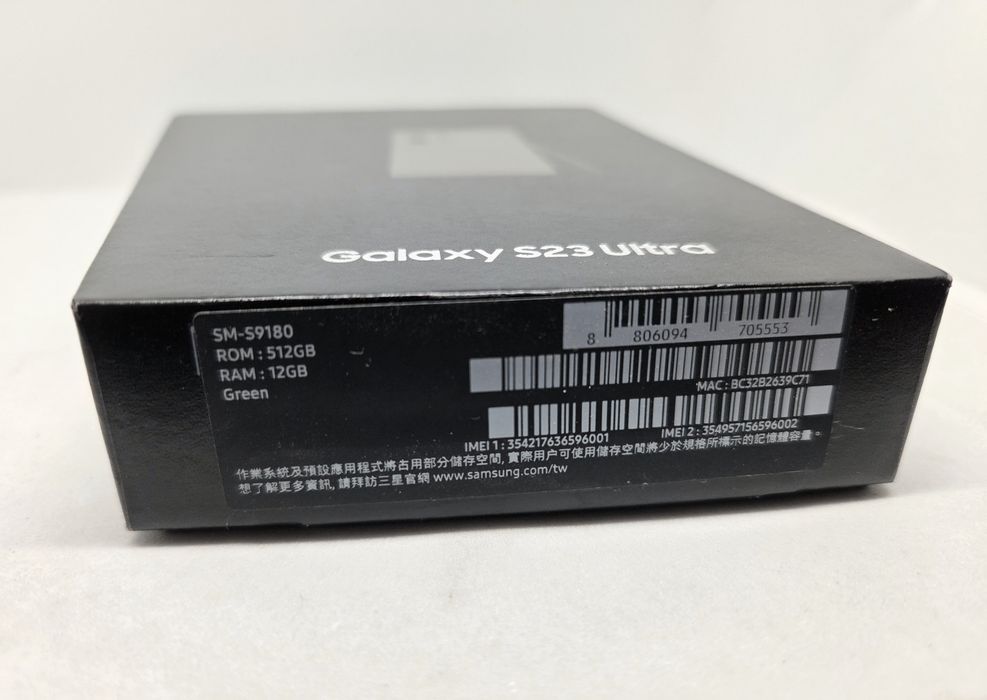 Galaxy S23 Ultra
SM-S9180
ROM : 512GB
RAM : 12GB
Green
8 806094 705553
MAC : BC32B2639C71
IMEI 1 : 354217636596001
IMEI 2 : 354957156596002
作業系統及預設應用程式將占用部分儲存空間, 實際用户可使用儲存空間將少於規格所標示的記憶體容量。
想了解更多資訊, 請拜訪三星官網 www.samsung.com/tw